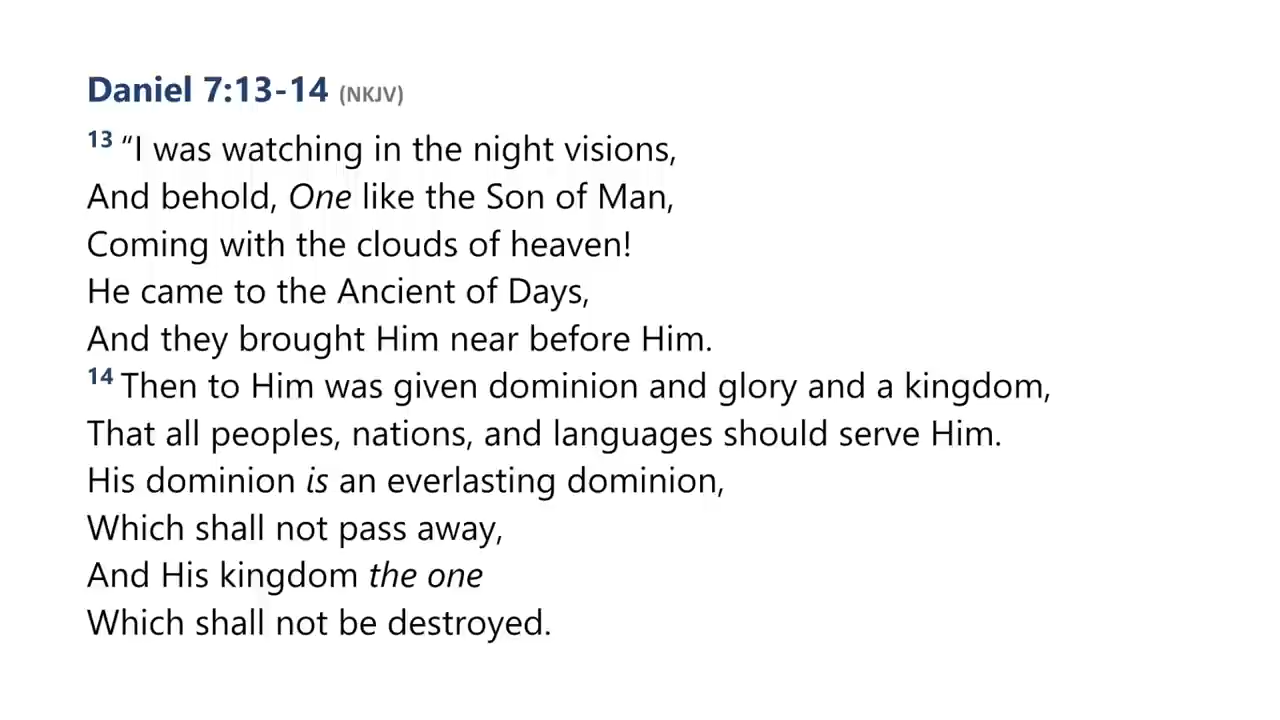 Daniel 7:13-14 (NKJV)
13 “I was watching in the night visions,
And behold, One like the Son of Man,
Coming with the clouds of heaven!
He came to the Ancient of Days,
And they brought Him near before Him.
14 Then to Him was given dominion and glory and a kingdom,
That all peoples, nations, and languages should serve Him.
His dominion is an everlasting dominion,
Which shall not pass away,
And His kingdom the one
Which shall not be destroyed.